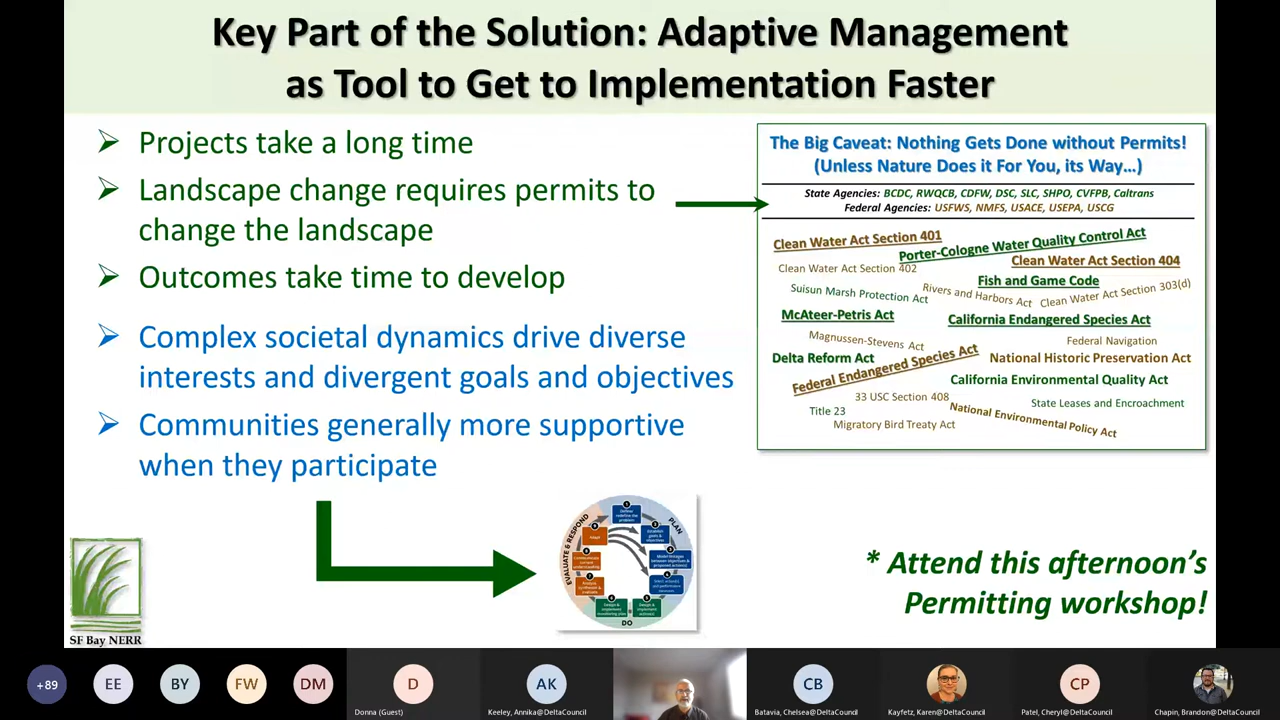 Key Part of the Solution: Adaptive Management
as Tool to Get to Implementation Faster
Projects take a long time
Landscape change requires permits to
change the landscape
Outcomes take time to develop
Complex societal dynamics drive diverse
interests and divergent goals and objectives
Communities generally more supportive
when they participate
The Big Caveat: Nothing Gets Done without Permits!
(Unless Nature Does it For You, its Way…)
State Agencies: BCDC, RWQCB, CDFW, DSC, SLC, SHPO, CVFPB, Caltrans
Federal Agencies: USFWS, NMFS, USACE, USEPA, USCG
Clean Water Act Section 401
Porter-Cologne Water Quality Control Act
Clean Water Act Section 402
Clean Water Act Section 404
Fish and Game Code
Suisun Marsh Protection Act
Rivers and Harbors Act
Clean Water Act Section 303(d)
McAteer-Petris Act
California Endangered Species Act
Magnussen-Stevens Act
Federal Navigation
Delta Reform Act
Federal Endangered Species Act
National Historic Preservation Act
California Environmental Quality Act
33 USC Section 408
State Leases and Encroachment
Title 23
National Environmental Policy Act
Migratory Bird Treaty Act
EVALUATE & RESPOND
PLAN
DO
Adapt
* Attend this afternoon's
Permitting workshop!
SF Bay NERR
+89
EE
BY
FW
DM
D
Donna (Guest)
AK
Keeley, Annika@DeltaCouncil
CB
Batavia, Chelsea@DeltaCouncil
Kayfetz, Karen@DeltaCouncil
CP
Patel, Cheryl@DeltaCouncil
Chapin, Brandon@DeltaCouncil